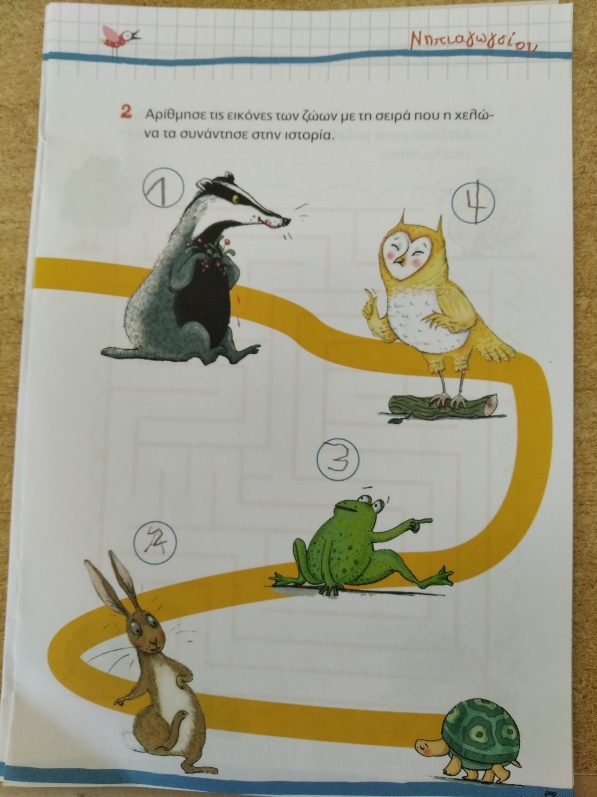 Νηπιαγωγείου
2 Αρίθμησε τις εικόνες των ζώων με τη σειρά που η χελώ-
να τα συνάντησε στην ιστορία.
1
4
3
2